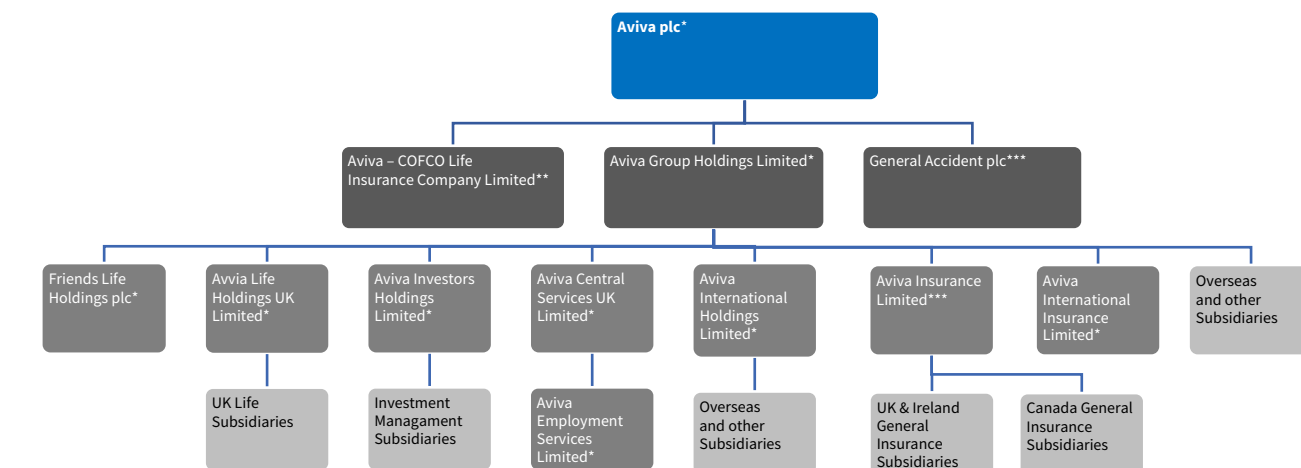 Aviva plc*
Aviva – COFCO Life
Insurance Company Limited**
Aviva Group Holdings Limited*
General Accident plc***
Friends Life
Holdings plc*
Avvia Life
Holdings UK
Limited*
Aviva Investors
Holdings
Limited*
Aviva Central
Services UK
Limited*
Aviva
International
Holdings
Limited*
Aviva Insurance
Limited***
Aviva
International
Insurance
Limited*
Overseas
and other
Subsidiaries
UK Life
Subsidiaries
Investment
Managament
Subsidiaries
Aviva
Employment
Services
Limited*
Overseas
and other
Subsidiaries
UK & Ireland
General
Insurance
Subsidiaries
Canada General
Insurance
Subsidiaries